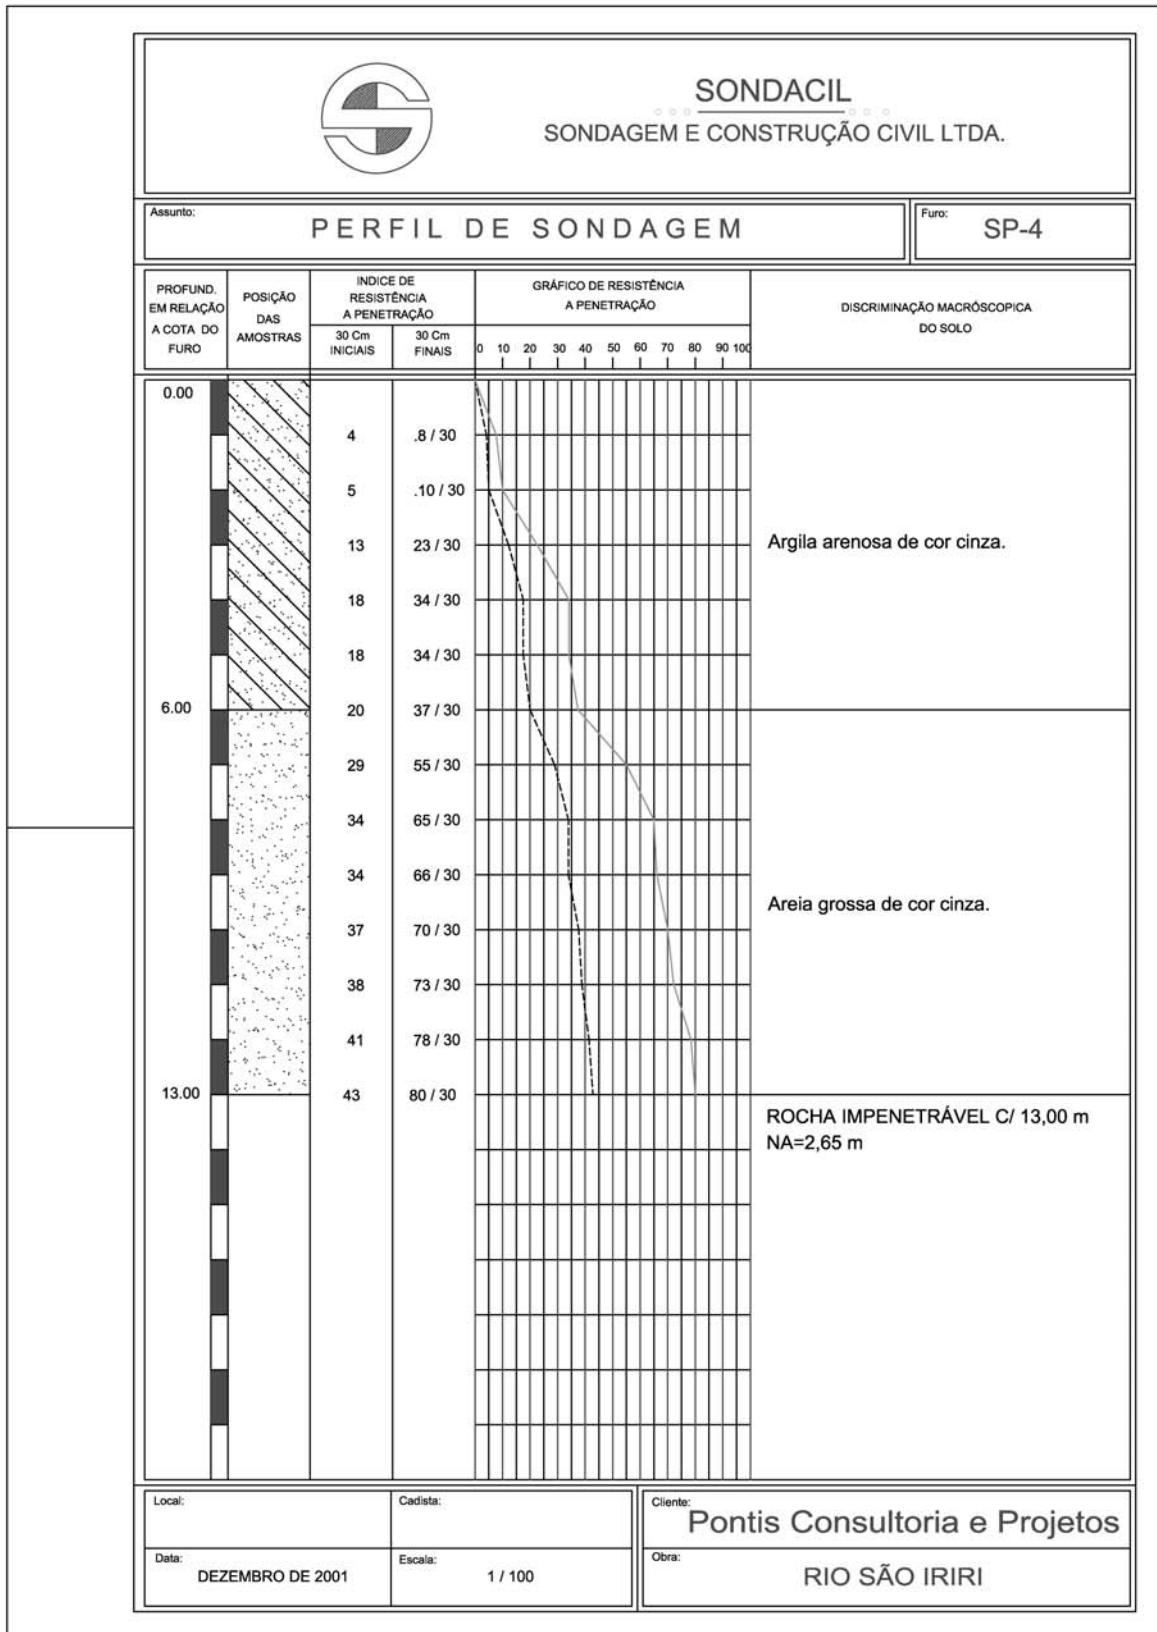 SONDACIL
SONDAGEM E CONSTRUÇÃO CIVIL LTDA.
Assunto:
PERFIL DE SONDAGEM
Furo:
SP-4
PROFUND.
EM RELAÇÃO
A COTA DO
FURO
POSIÇÃO
DAS
AMOSTRAS
INDICE DE
RESISTÊNCIA
A PENETRAÇÃO
30 Cm
INICIAIS
30 Cm
FINAIS
GRÁFICO DE RESISTÊNCIA
A PENETRAÇÃO
0 10 20 30 40 50 60 70 80 90 100
DISCRIMINAÇÃO MACRÓSCOPICA
DO SOLO
0.00
4 .8 / 30
5 .10 / 30
13 23 / 30
Argila arenosa de cor cinza.
18 34 / 30
18 34 / 30
6.00 20 37 / 30
29 55 / 30
34 65 / 30
34 66 / 30
Areia grossa de cor cinza.
37 70 / 30
38 73 / 30
41 78 / 30
13.00 43 80 / 30
ROCHA IMPENETRÁVEL C/ 13,00 m
NA=2,65 m
Local:
Cadista:
Cliente:
Pontis Consultoria e Projetos
Data:
DEZEMBRO DE 2001
Escala:
1 / 100
Obra:
RIO SÃO IRIRI